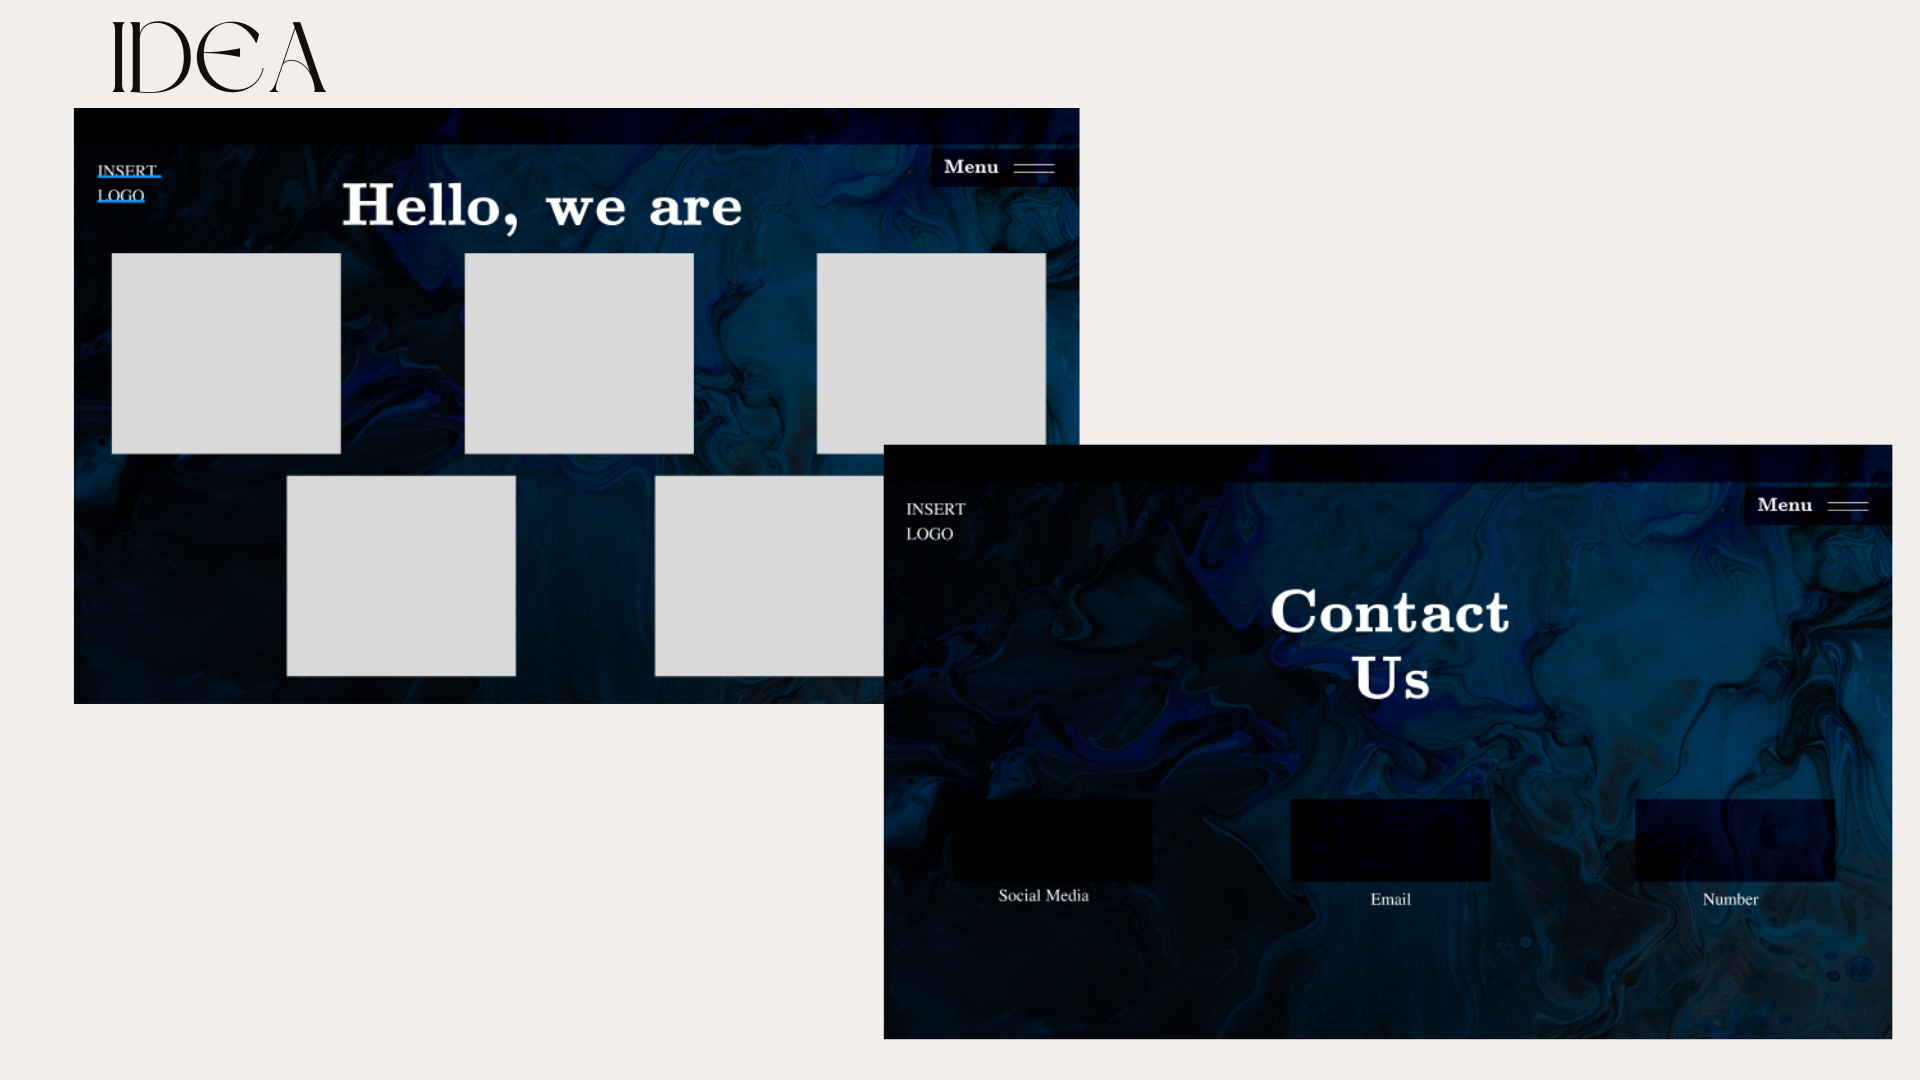 IDEA
INSERT
LOGO
Menu
Hello, we are
INSERT
LOGO
Menu
Contact
Us
Social Media
Email
Number